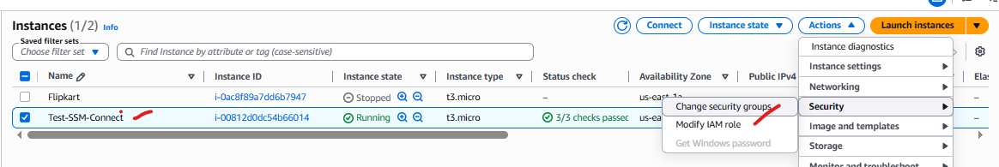 Instances (1/2) Info
Connect Instance state Actions Launch instances
Saved filter sets
Choose filter set Find Instance by attribute or tag (case-sensitive)
Instance diagnostics
Instance settings
Networking
Security
Image and templates
Storage
Monitor and troubleshoot
Change security groups
Modify IAM role
Get Windows password
Name Instance ID Instance state Instance type Status check Availability Zone Public IPv4 Elas
Flipkart i-0ac8f89a7dd6b7947 Stopped t3.micro – us-east-1a –
Test-SSM-Connect i-00812d0dc54b66014 Running t3.micro 3/3 checks passed us-eas –